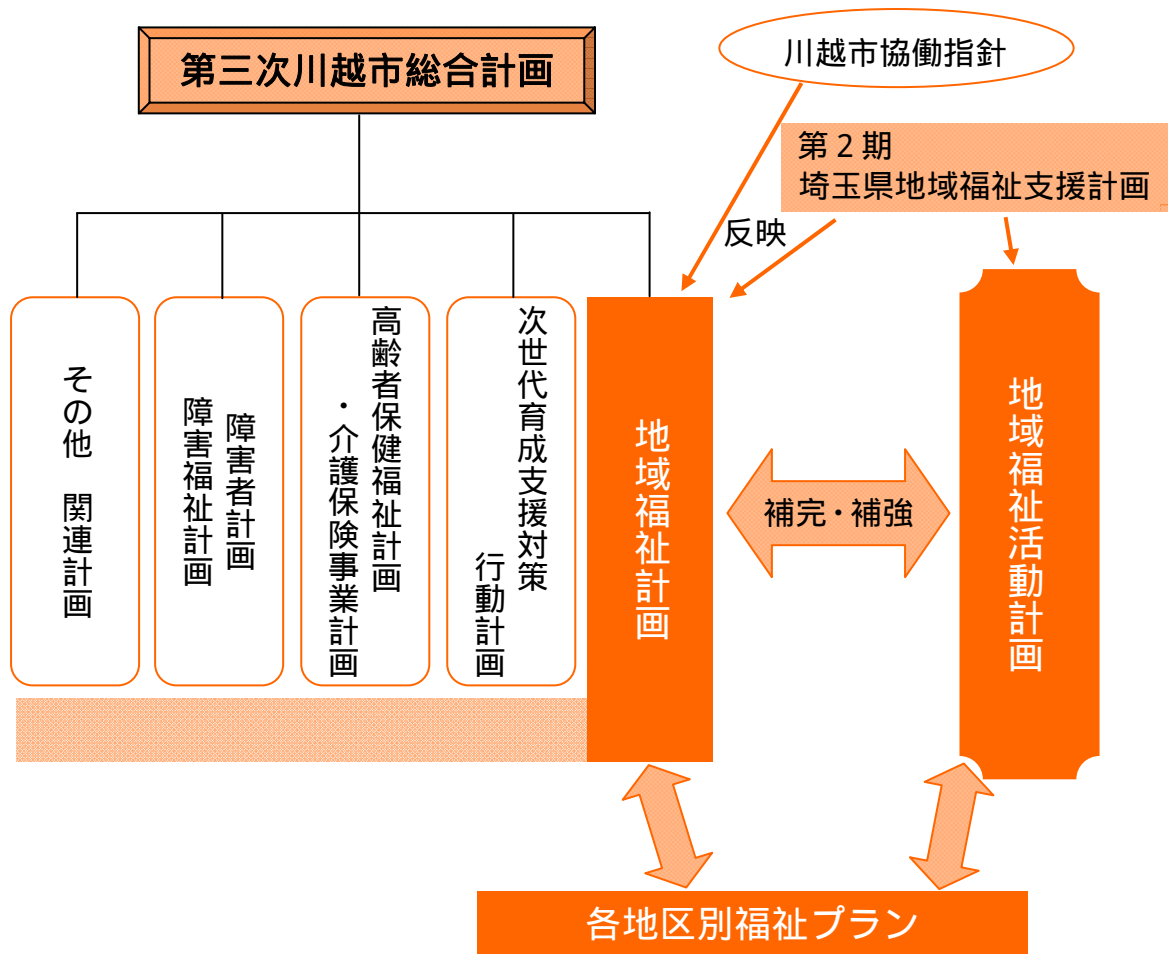 第三次川越市総合計画
川越市協働指針
第２期
埼玉県地域福祉支援計画
反映
その他　関連計画
障害者計画
障害福祉計画
高齢者保健福祉計画
・介護保険事業計画
次世代育成支援対策
行動計画
地域福祉計画
補完・補強
地域福祉活動計画
各地区別福祉プラン